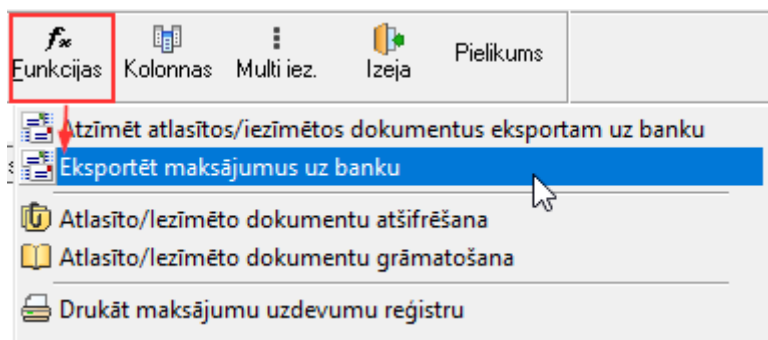 fx
Funkcijas
Kolonnas
Multi iez.
Izeja
Pielikums
Atzīmēt atlasītos/iezīmētos dokumentus eksportam uz banku
Eksportēt maksājumus uz banku
Atlasīto/Iezīmēto dokumentu atšifrēšana
Atlasīto/Iezīmēto dokumentu grāmatošana
Drukāt maksājumu uzdevumu reģistru